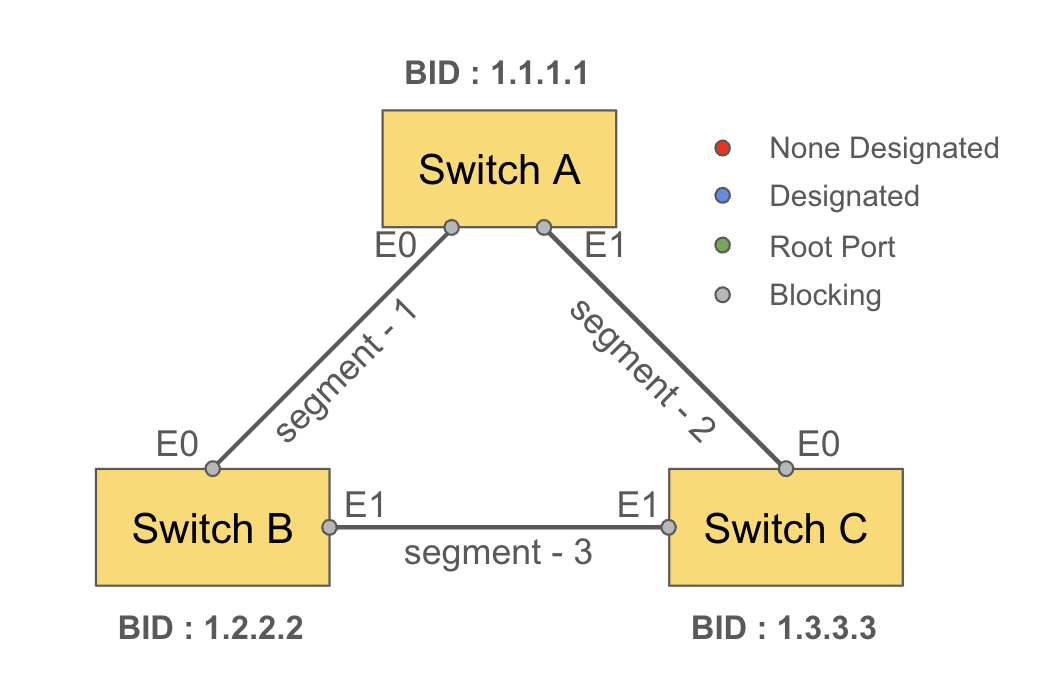 BID : 1.1.1.1
Switch A
None Designated
Designated
Root Port
Blocking
E0
E1
segment - 1
segment - 2
E0
E0
E1
E1
Switch B
Switch C
segment - 3
BID : 1.2.2.2
BID : 1.3.3.3